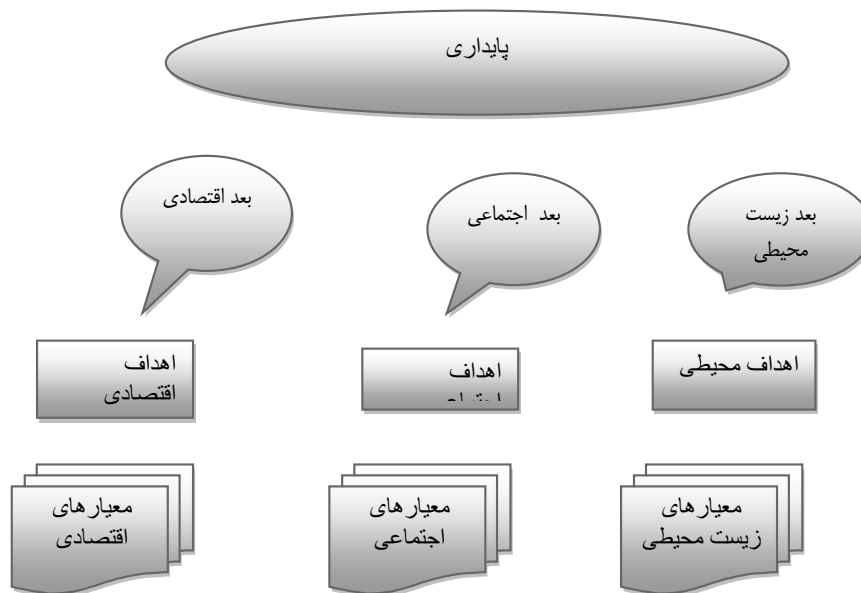 پایداری
بعد زیست
محیطی
بعد اجتماعی
بعد اقتصادی
اهداف محیطی
اهداف
اهداف
اقتصادی
معیارهای
زیست محیطی
معیارهای
اجتماعی
معیارهای
اقتصادی